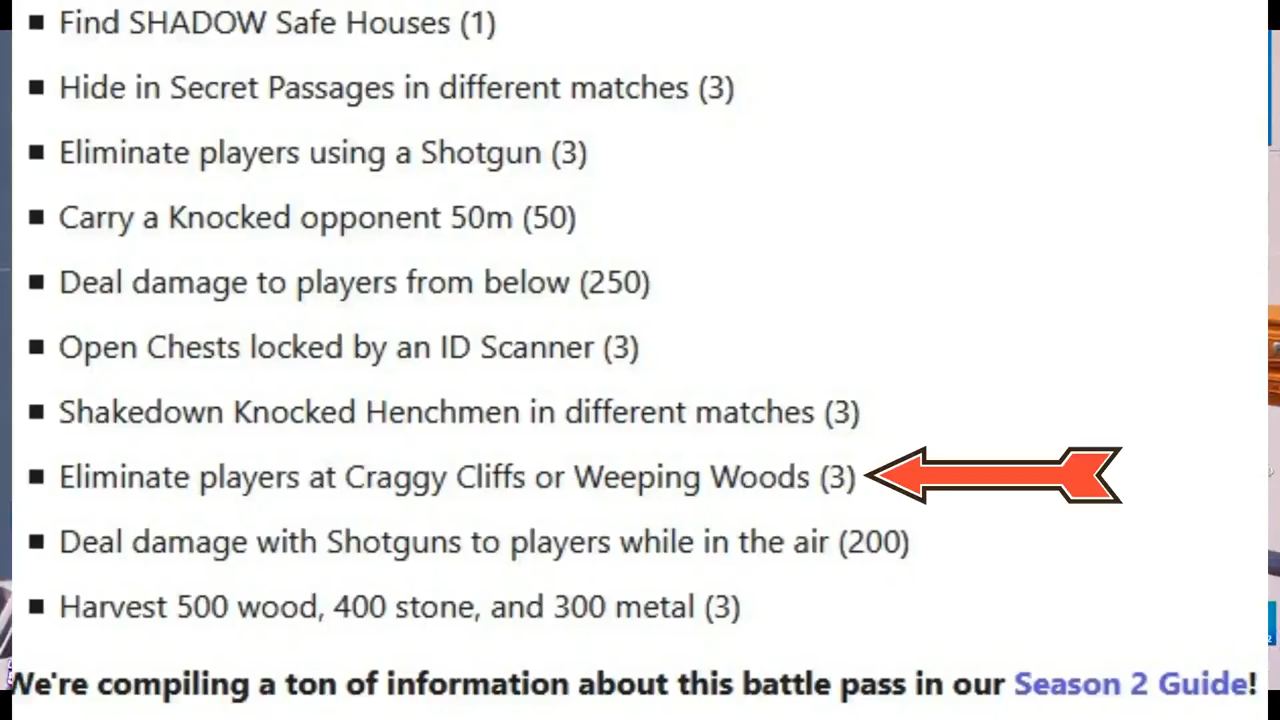 Find SHADOW Safe Houses (1)
Hide in Secret Passages in different matches (3)
Eliminate players using a Shotgun (3)
Carry a Knocked opponent 50m (50)
Deal damage to players from below (250)
Open Chests locked by an ID Scanner (3)
Shakedown Knocked Henchmen in different matches (3)
Eliminate players at Craggy Cliffs or Weeping Woods (3)
Deal damage with Shotguns to players while in the air (200)
Harvest 500 wood, 400 stone, and 300 metal (3)
We're compiling a ton of information about this battle pass in our Season 2 Guide!